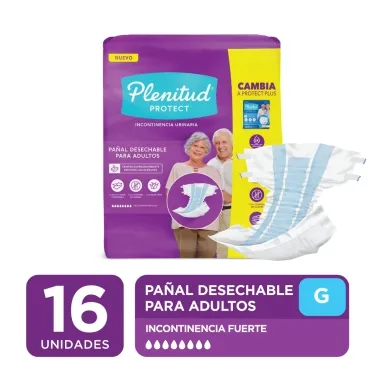 NUEVO
Plenitud
PROTECT
INCONTINENCIA URINARIA
CAMBIA
A PROTECT PLUS
PAÑAL DESECHABLE
PARA ADULTOS
16
UNIDADES
PAÑAL DESECHABLE
PARA ADULTOS
G
INCONTINENCIA FUERTE